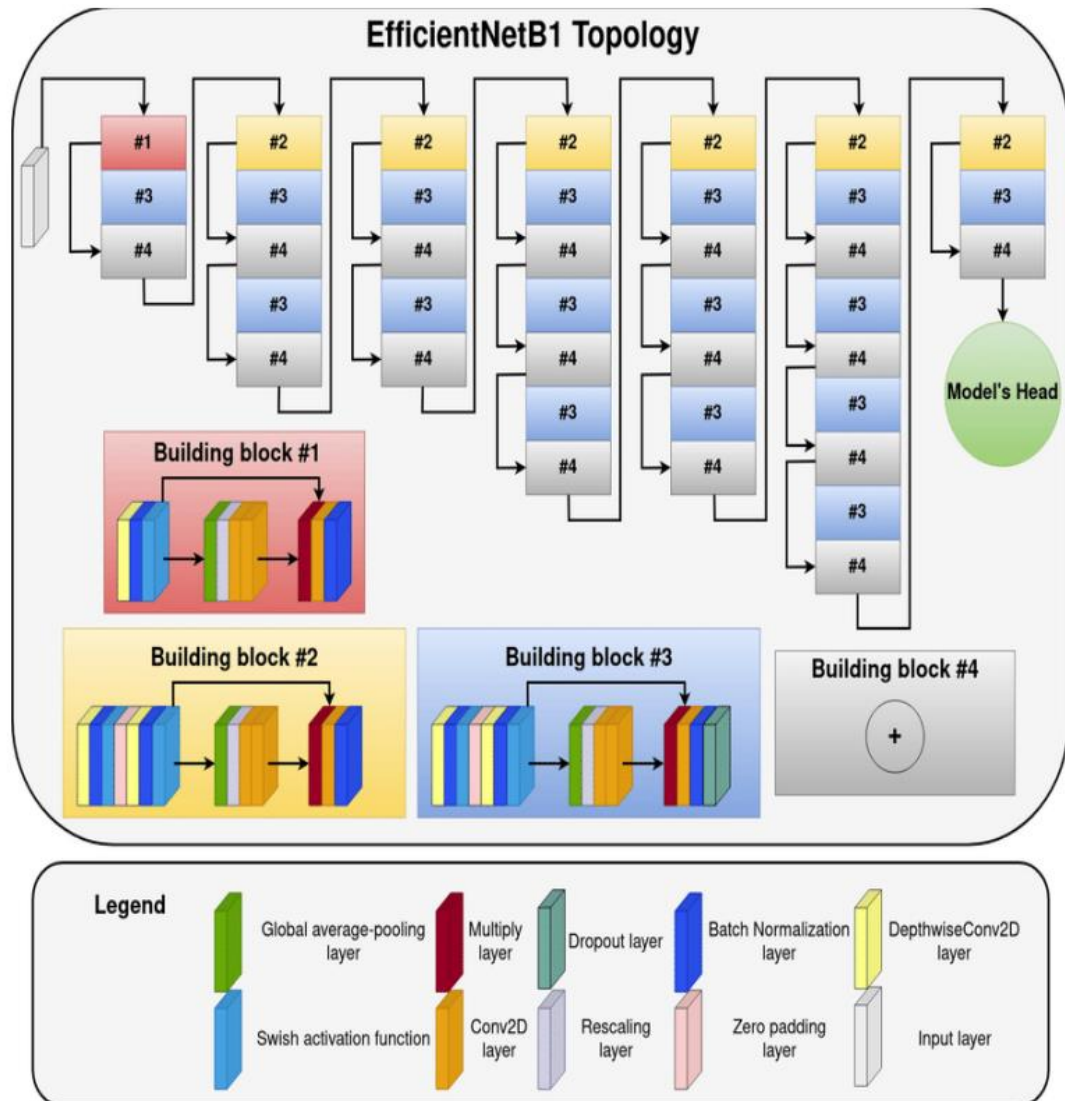 EfficientNetB1 Topology
#1
#3
#4
#2
#3
#4
#3
#4
#2
#3
#4
#3
#4
#2
#3
#4
#3
#4
#3
#4
#2
#3
#4
#3
#4
#3
#4
#2
#3
#4
#3
#4
#3
#4
#3
#4
#2
#3
#4
Model's Head
Building block #1
Building block #2
Building block #3
Building block #4
+
Legend
Global average-pooling
layer
Multiply
layer
Dropout layer
Batch Normalization
layer
DepthwiseConv2D
layer
Swish activation function
Conv2D
layer
Rescaling
layer
Zero padding
layer
Input layer